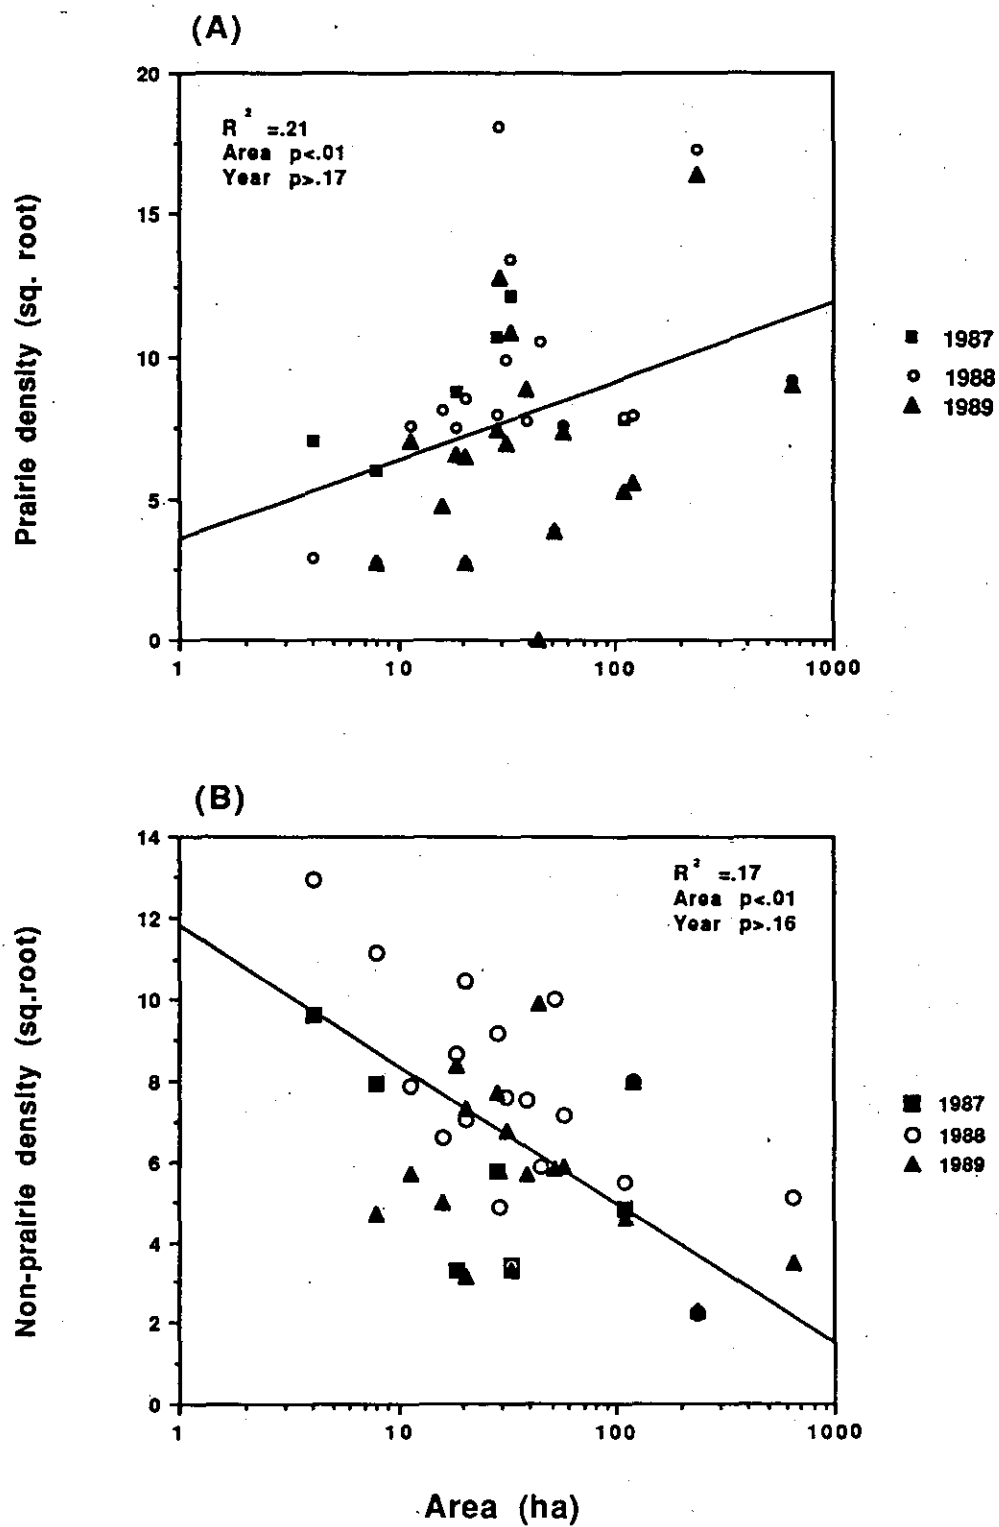 (A)
Prairie density (sq. root)
20
15
10
5
0
R² =.21
Area p<.01
Year p>.17
1987
1988
1989
1 10 100 1000
(B)
Non-prairie density (sq.root)
14
12
10
8
6
4
2
0
R² =.17
Area p<.01
Year p>.16
1987
1988
1989
1 10 100 1000
Area (ha)